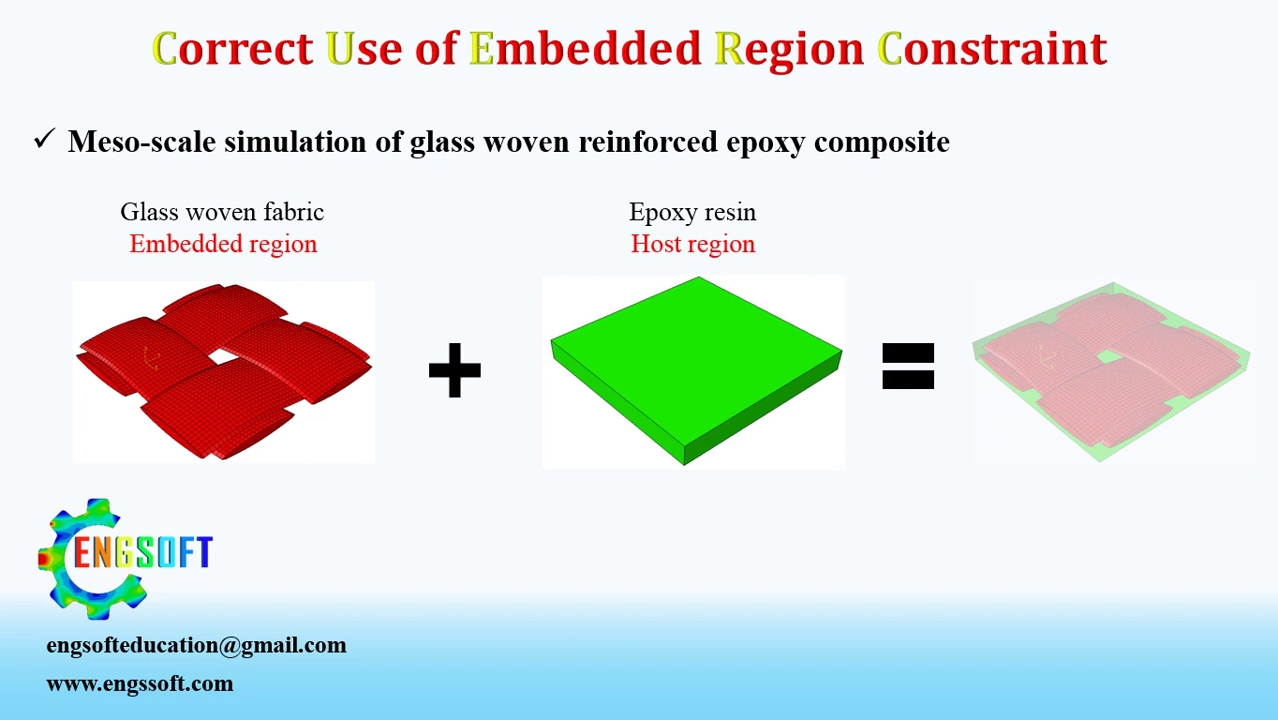 Correct Use of Embedded Region Constraint
✓ Meso-scale simulation of glass woven reinforced epoxy composite
Glass woven fabric
Embedded region
Epoxy resin
Host region
+
=
ENGSOFT
engsofteducation@gmail.com
www.engssoft.com